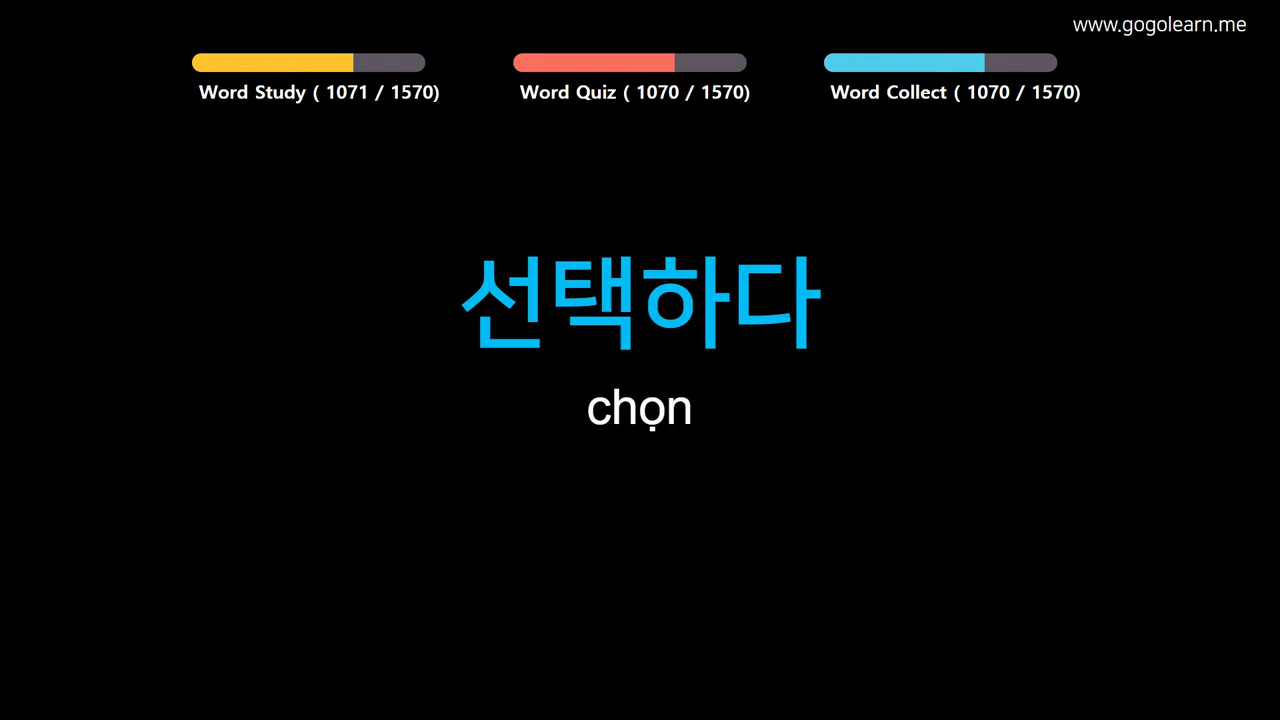 www.gogolearn.me
Word Study ( 1071 / 1570)
Word Quiz ( 1070 / 1570)
Word Collect ( 1070 / 1570)
선택하다
chọn